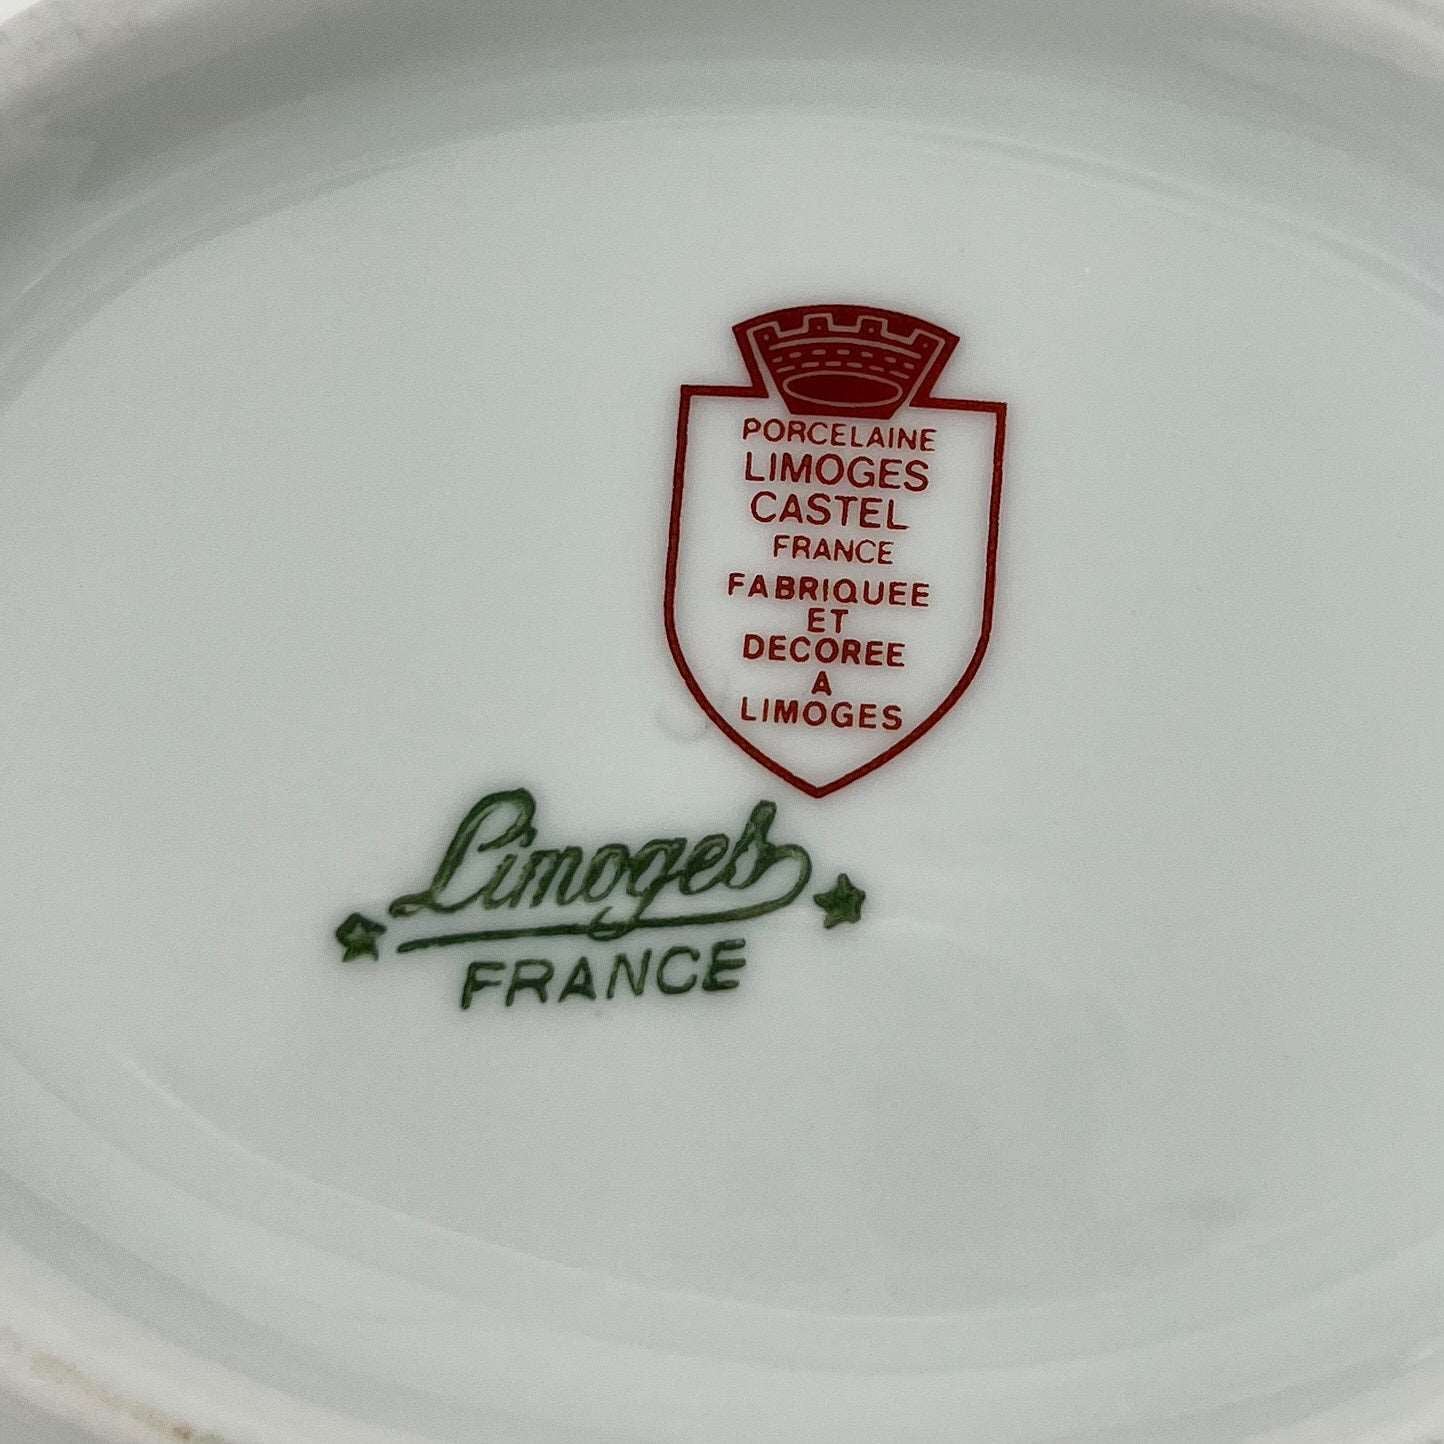 PORCELAINE
LIMOGES
CASTEL
FRANCE
FABRIQUEE
ET
DECOREE
A
LIMOGES
Limoges
FRANCE